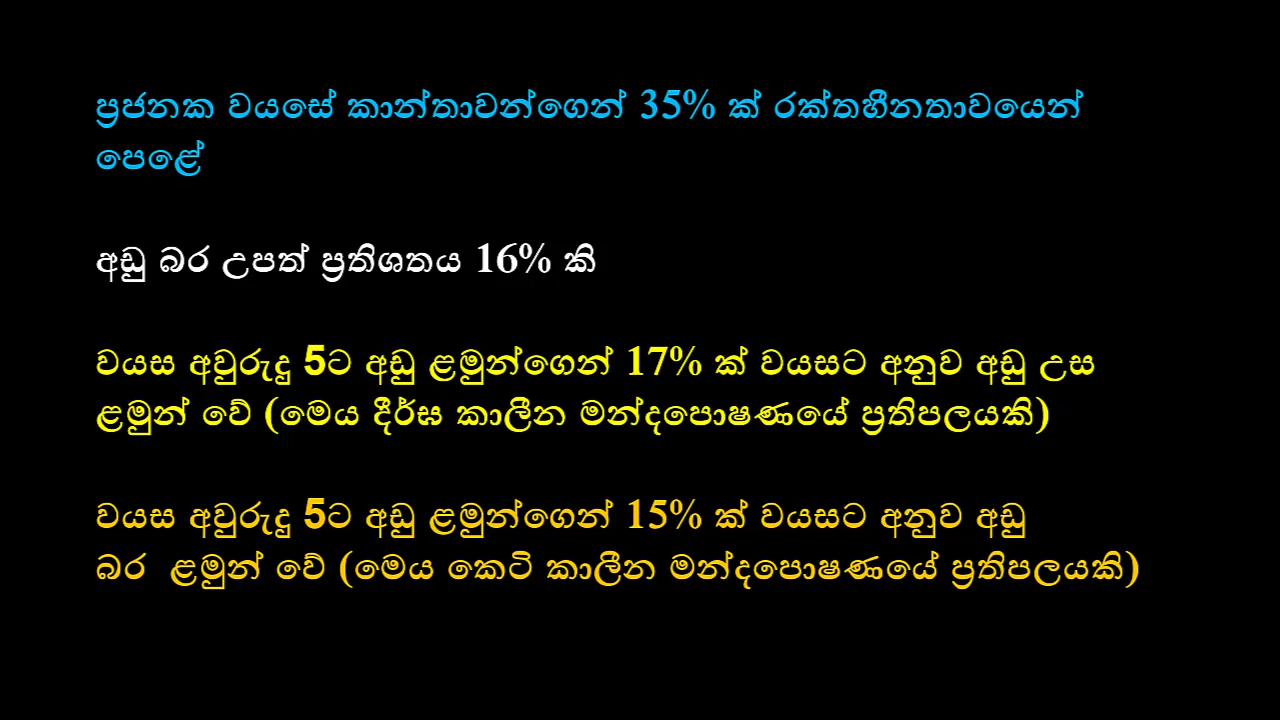 ප්‍රජනක වයසේ කාන්තාවන්ගෙන් 35% ක් රක්තහීනතාවයෙන්
පෙළේ
අඩු බර උපත් ප්‍රතිශතය 16% කි
වයස අවුරුදු 5ට අඩු ළමුන්ගෙන් 17% ක් වයසට අනුව අඩු උස
ළමුන් වේ (මෙය දීර්ඝ කාලීන මන්දපොෂණයේ ප්‍රතිපලයකි)
වයස අවුරුදු 5ට අඩු ළමුන්ගෙන් 15% ක් වයසට අනුව අඩු
බර  ළමුන් වේ (මෙය කෙටි කාලීන මන්දපොෂණයේ ප්‍රතිපලයකි)